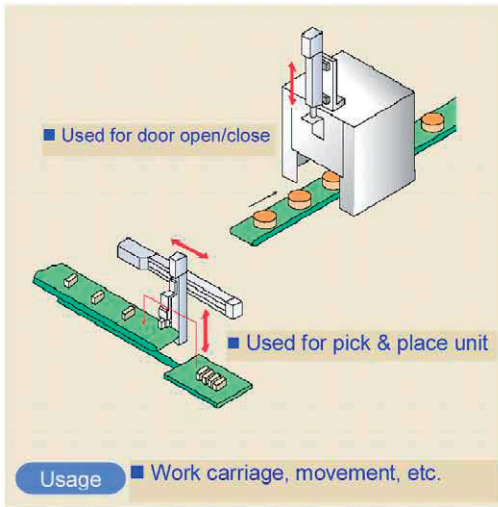 ■ Used for door open/close
■ Used for pick & place unit
Usage
■ Work carriage, movement, etc.